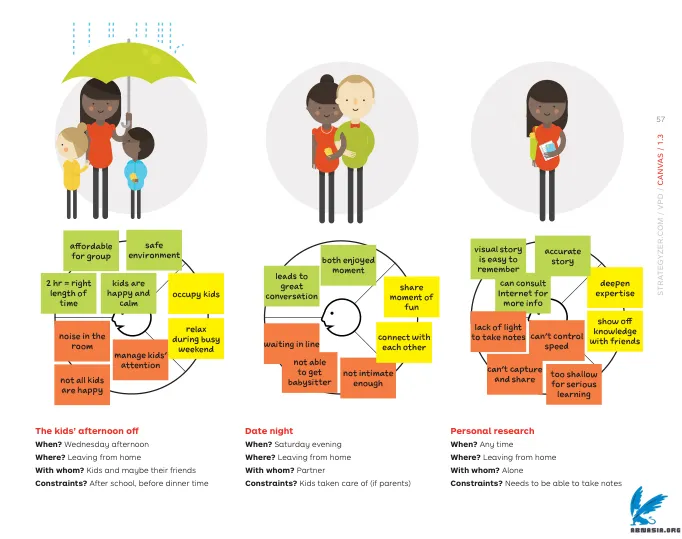 57
STRATEGYZER.COM / VPD / CANVAS / 1.3
affordable
for group
safe
environment
2 hr = right
length of
time
kids are
happy and
calm
occupy kids
noise in the
room
manage kids'
attention
relax
during busy
weekend
not all kids
are happy
both enjoyed
moment
leads to
great
conversation
share
moment of
fun
waiting in line
connect with
each other
not able
to get
babysitter
not intimate
enough
visual story
is easy to
remember
accurate
story
can consult
Internet for
more info
deepen
expertise
lack of light
to take notes
can't control
speed
show off
knowledge
with friends
can't capture
and share
too shallow
for serious
learning
The kids' afternoon off
When? Wednesday afternoon
Where? Leaving from home
With whom? Kids and maybe their friends
Constraints? After school, before dinner time
Date night
When? Saturday evening
Where? Leaving from home
With whom? Partner
Constraints? Kids taken care of (if parents)
Personal research
When? Any time
Where? Leaving from home
With whom? Alone
Constraints? Needs to be able to take notes
ABNASIA.ORG